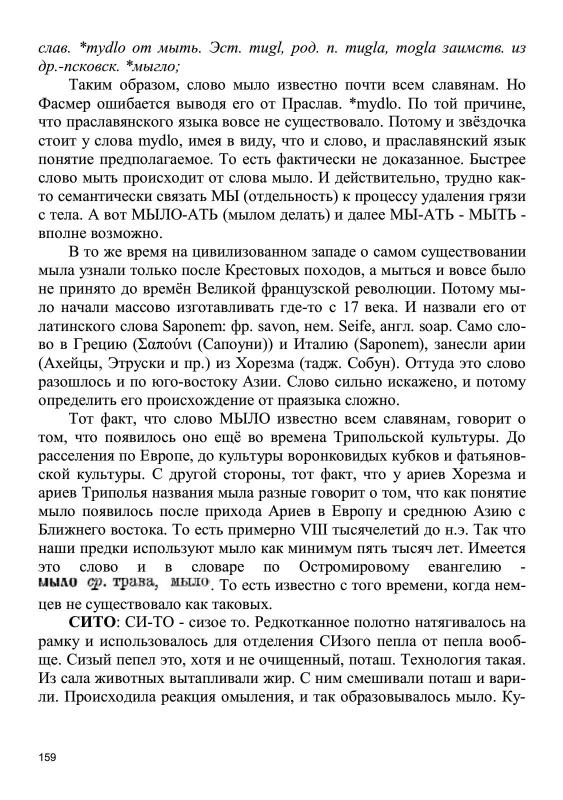 слав. *mydlo от мыть. Эст. mugl, род. п. mugla, mogla заимств. из
др.-псковск. *мыгло;
Таким образом, слово мыло известно почти всем славянам. Но
Фасмер ошибается выводя его от Праслав. *mydlo. По той причине,
что праславянского языка вовсе не существовало. Потому и звёздочка
стоит у слова mydlo, имея в виду, что и слово, и праславянский язык
понятие предполагаемое. То есть фактически не доказанное. Быстрее
слово мыть происходит от слова мыло. И действительно, трудно как-
то семантически связать МЫ (отдельность) к процессу удаления грязи
с тела. А вот МЫЛО-АТЬ (мылом делать) и далее МЫ-АТЬ - МЫТЬ -
вполне возможно.
В то же время на цивилизованном западе о самом существовании
мыла узнали только после Крестовых походов, а мыться и вовсе было
не принято до времён Великой французской революции. Потому мы-
ло начали массово изготавливать где-то с 17 века. И назвали его от
латинского слова Saponem: фр. savon, нем. Seife, англ. soap. Само сло-
во в Грецию (Σαπούνι (Сапоуни)) и Италию (Saponem), занесли арии
(Ахейцы, Этруски и пр.) из Хорезма (тадж. Собун). Оттуда это слово
разошлось и по юго-востоку Азии. Слово сильно искажено, и потому
определить его происхождение от праязыка сложно.
Тот факт, что слово МЫЛО известно всем славянам, говорит о
том, что появилось оно ещё во времена Трипольской культуры. До
расселения по Европе, до культуры воронковидых кубков и фатьянов-
ской культуры. С другой стороны, тот факт, что у ариев Хорезма и
ариев Триполья названия мыла разные говорит о том, что как понятие
мыло появилось после прихода Ариев в Европу и среднюю Азию с
Ближнего востока. То есть примерно VIII тысячелетий до н.э. Так что
наши предки используют мыло как минимум пять тысяч лет. Имеется
это слово и в словаре по Остромировому евангелию -
мыло ср. трава, мыло. То есть известно с того времени, когда нем-
цев не существовало как таковых.
СИТО: СИ-ТО - сизое то. Редкотканное полотно натягивалось на
рамку и использовалось для отделения СИзого пепла от пепла вооб-
ще. Сизый пепел это, хотя и не очищенный, поташ. Технология такая.
Из сала животных вытапливали жир. С ним смешивали поташ и вари-
ли. Происходила реакция омыления, и так образовывалось мыло. Ку-
159